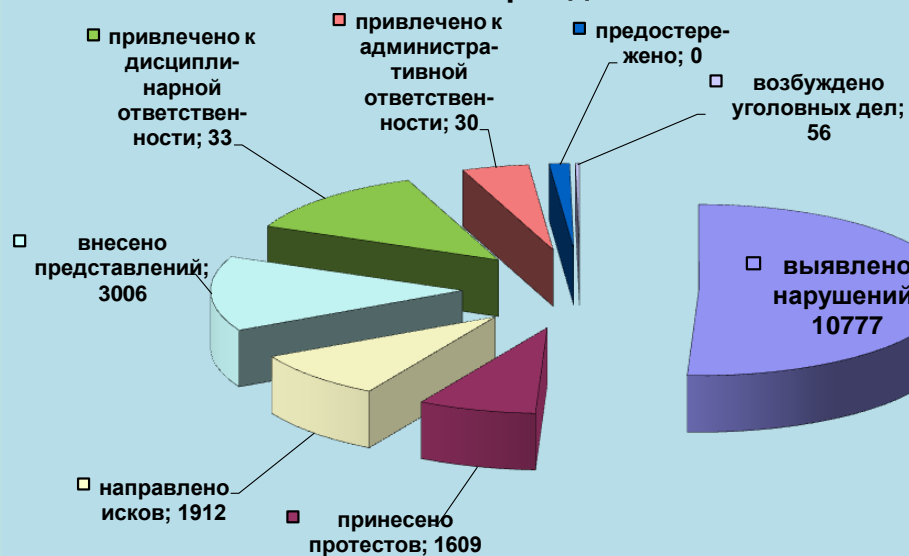 привлечено к
дисципли-
нарной
ответствен-
ности; 33
привлечено к
администра-
тивной
ответствен-
ности; 30
предостере-
жено; 0
возбуждено
уголовных дел;
56
внесено
представлений;
3006
выявлено
нарушений
10777
направлено
исков; 1912
принесено
протестов; 1609